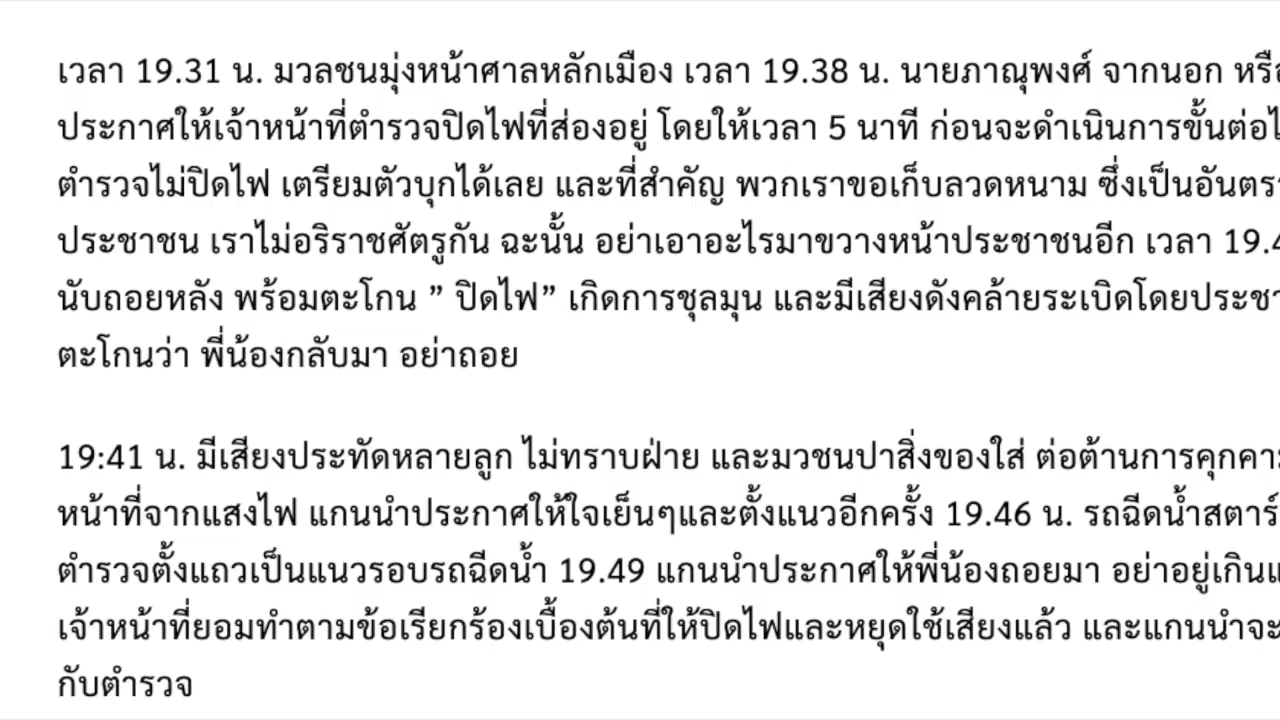 เวลา 19.31 น. มวลชนมุ่งหน้าศาลหลักเมือง เวลา 19.38 น. นายภาณุพงศ์ จากนอก
ประกาศให้เจ้าหน้าที่ตำรวจปิดไฟที่ส่องอยู่ โดยให้เวลา 5 นาที ก่อนจะดำเนินการขั้นต่อ
ตำรวจไม่ปิดไฟ เตรียมตัวบุกได้เลย และที่สำคัญ พวกเราขอเก็บลวดหนาม ซึ่งเป็นอันตร
ประชาชน เราไม่อริราชศัตรูกัน ฉะนั้น อย่าเอาอะไรมาขวางหน้าประชาชนอีก เวลา 19.4
นับถอยหลัง พร้อมตะโกน ” ปิดไฟ” เกิดการชุลมุน และมีเสียงดังคล้ายระเบิดโดยประชา
ตะโกนว่า พี่น้องกลับมา อย่าถอย
19:41 น. มีเสียงประทัดหลายลูก ไม่ทราบฝ่าย และมวชนปาสิ่งของใส่ ต่อต้านการคุกคา
หน้าที่จากแสงไฟ แกนนำประกาศให้ใจเย็นๆและตั้งแนวอีกครั้ง 19.46 น. รถฉีดน้ำสตาร์
ตำรวจตั้งแถวเป็นแนวรอบรถฉีดน้ำ 19.49 แกนนำประกาศให้พี่น้องถอยมา อย่าอยู่เกิน
เจ้าหน้าที่ยอมทำตามข้อเรียกร้องเบื้องต้นที่ให้ปิดไฟและหยุดใช้เสียงแล้ว และแกนนำจะ
กับตำรวจ